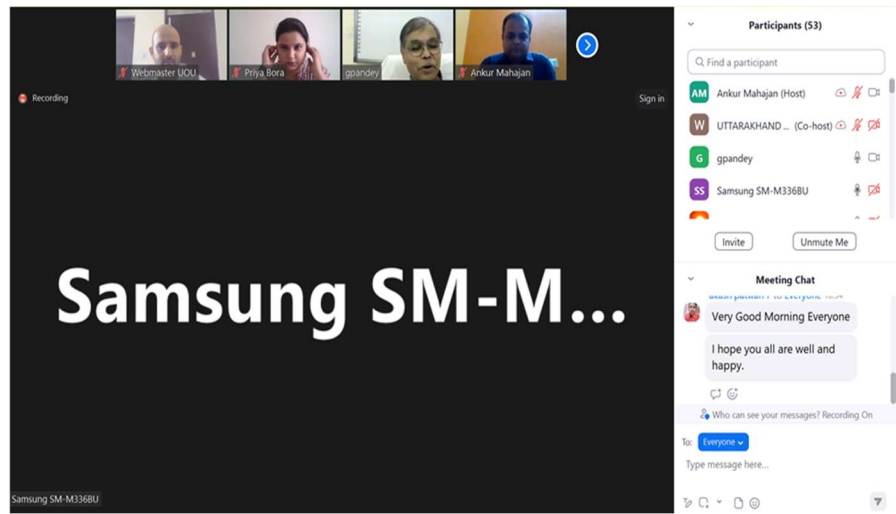 Webmaster UOU
Priya Bora
gpandey
Ankur Mahajan
Recording
Sign in
Samsung SM-M...
Samsung SM-M336BU
Participants (53)
Find a participant
AM Ankur Mahajan (Host)
W UTTARAKHAND ... (Co-host)
G gpandey
SS Samsung SM-M336BU
Invite
Unmute Me
Meeting Chat
to Everyone
Very Good Morning Everyone
I hope you all are well and
happy.
Who can see your messages? Recording On
To: Everyone
Type message here...